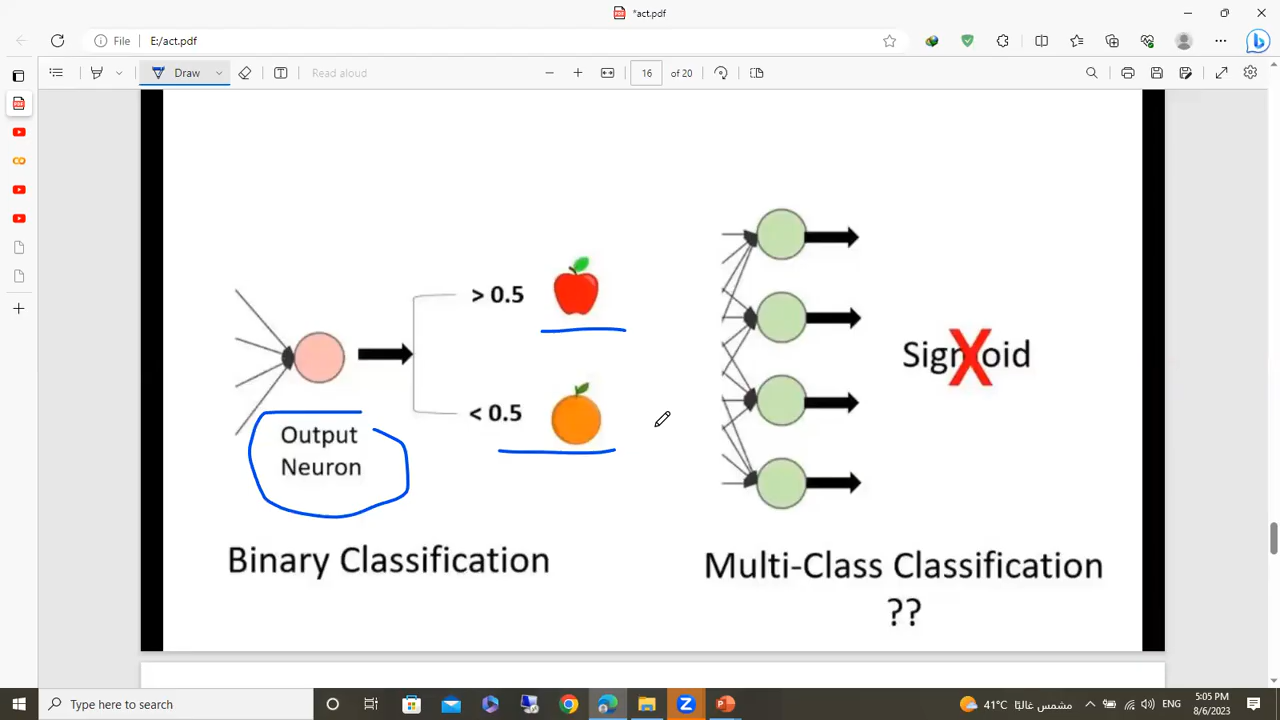 *act.pdf
File
E:/act.pdf
Draw
Read aloud
16
of 20
> 0.5
< 0.5
Output
Neuron
Binary Classification
Sigmoid
X
Multi-Class Classification
??
Type here to search
41°C
مشمس غالبًا
ENG
5:05 PM
8/6/2023